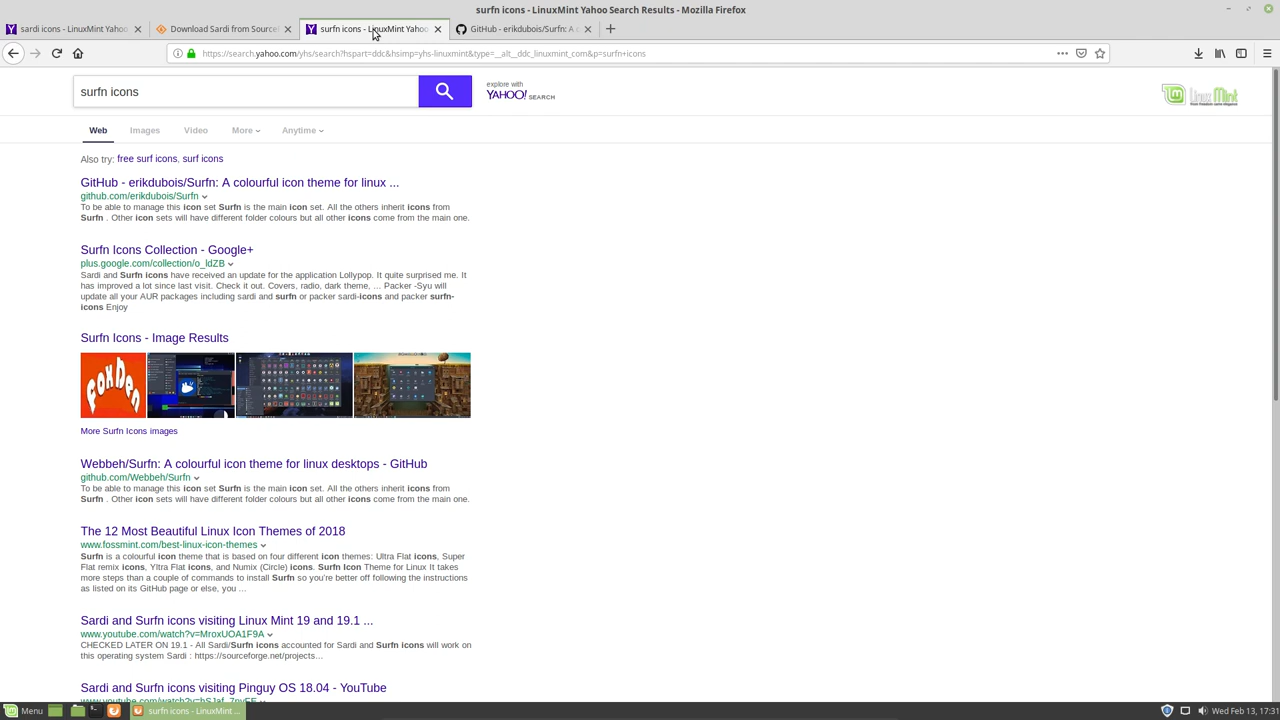 surfn icons - LinuxMint Yahoo Search Results - Mozilla Firefox
sardi icons - LinuxMint Yahoo
Download Sardi from Source
surfn icons - LinuxMint Yahoo
GitHub - erikdubois/Surfn: A
https://search.yahoo.com/yhs/search?hspart=ddc&hsimp=yhs-linuxmint&type=__alt__ddc_linuxmint_com&p=surfn+icons
surfn icons
explore with
YAHOO! SEARCH
Linux Mint
Web
Images
Video
More
Anytime
Also try: free surf icons, surf icons
GitHub - erikdubois/Surfn: A colourful icon theme for linux ...
github.com/erikdubois/Surfn
To be able to manage this icon set Surfn is the main icon set. All the others inherit icons from
Surfn . Other icon sets will have different folder colours but all other icons come from the main one.
Surfn Icons Collection - Google+
plus.google.com/collection/o_ldZB
Sardi and Surfn icons have received an update for the application Lollypop. It quite surprised me. It
has improved a lot since last visit. Check it out. Covers, radio, dark theme, ... Packer -Syu will
update all your AUR packages including sardi and surfn or packer sardi-icons and packer surfn-
icons Enjoy
Surfn Icons - Image Results
FoxDen
More Surfn Icons images
Webbeh/Surfn: A colourful icon theme for linux desktops - GitHub
github.com/Webbeh/Surfn
To be able to manage this icon set Surfn is the main icon set. All the others inherit icons from
Surfn . Other icon sets will have different folder colours but all other icons come from the main one.
The 12 Most Beautiful Linux Icon Themes of 2018
www.fossmint.com/best-linux-icon-themes
Surfn is a colourful icon theme that is based on four different icon themes: Ultra Flat icons, Super
Flat remix icons, Yltra Flat icons, and Numix (Circle) icons. Surfn Icon Theme for Linux It takes
more steps than a couple of commands to install Surfn so you're better off following the instructions
as listed on its GitHub page or else, you ...
Sardi and Surfn icons visiting Linux Mint 19 and 19.1 ...
www.youtube.com/watch?v=MroxUOA1F9A
CHECKED LATER ON 19.1 - All Sardi/Surfn icons accounted for Sardi and Surfn icons will work on
this operating system Sardi : https://sourceforge.net/projects...
Sardi and Surfn icons visiting Pinguy OS 18.04 - YouTube
Menu
surfn icons - LinuxMint ...
Wed Feb 13, 17:31